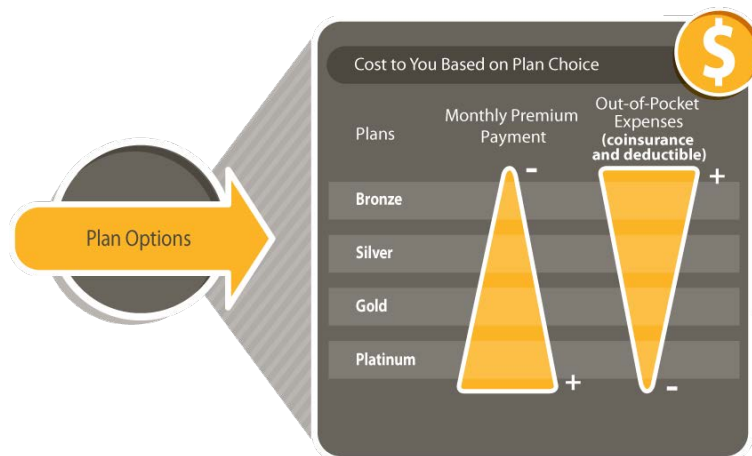 $
Cost to You Based on Plan Choice
Plans
Monthly Premium
Payment
Out-of-Pocket
Expenses
(coinsurance
and deductible)
-
+
Bronze
Silver
Gold
Platinum
+
-
Plan Options